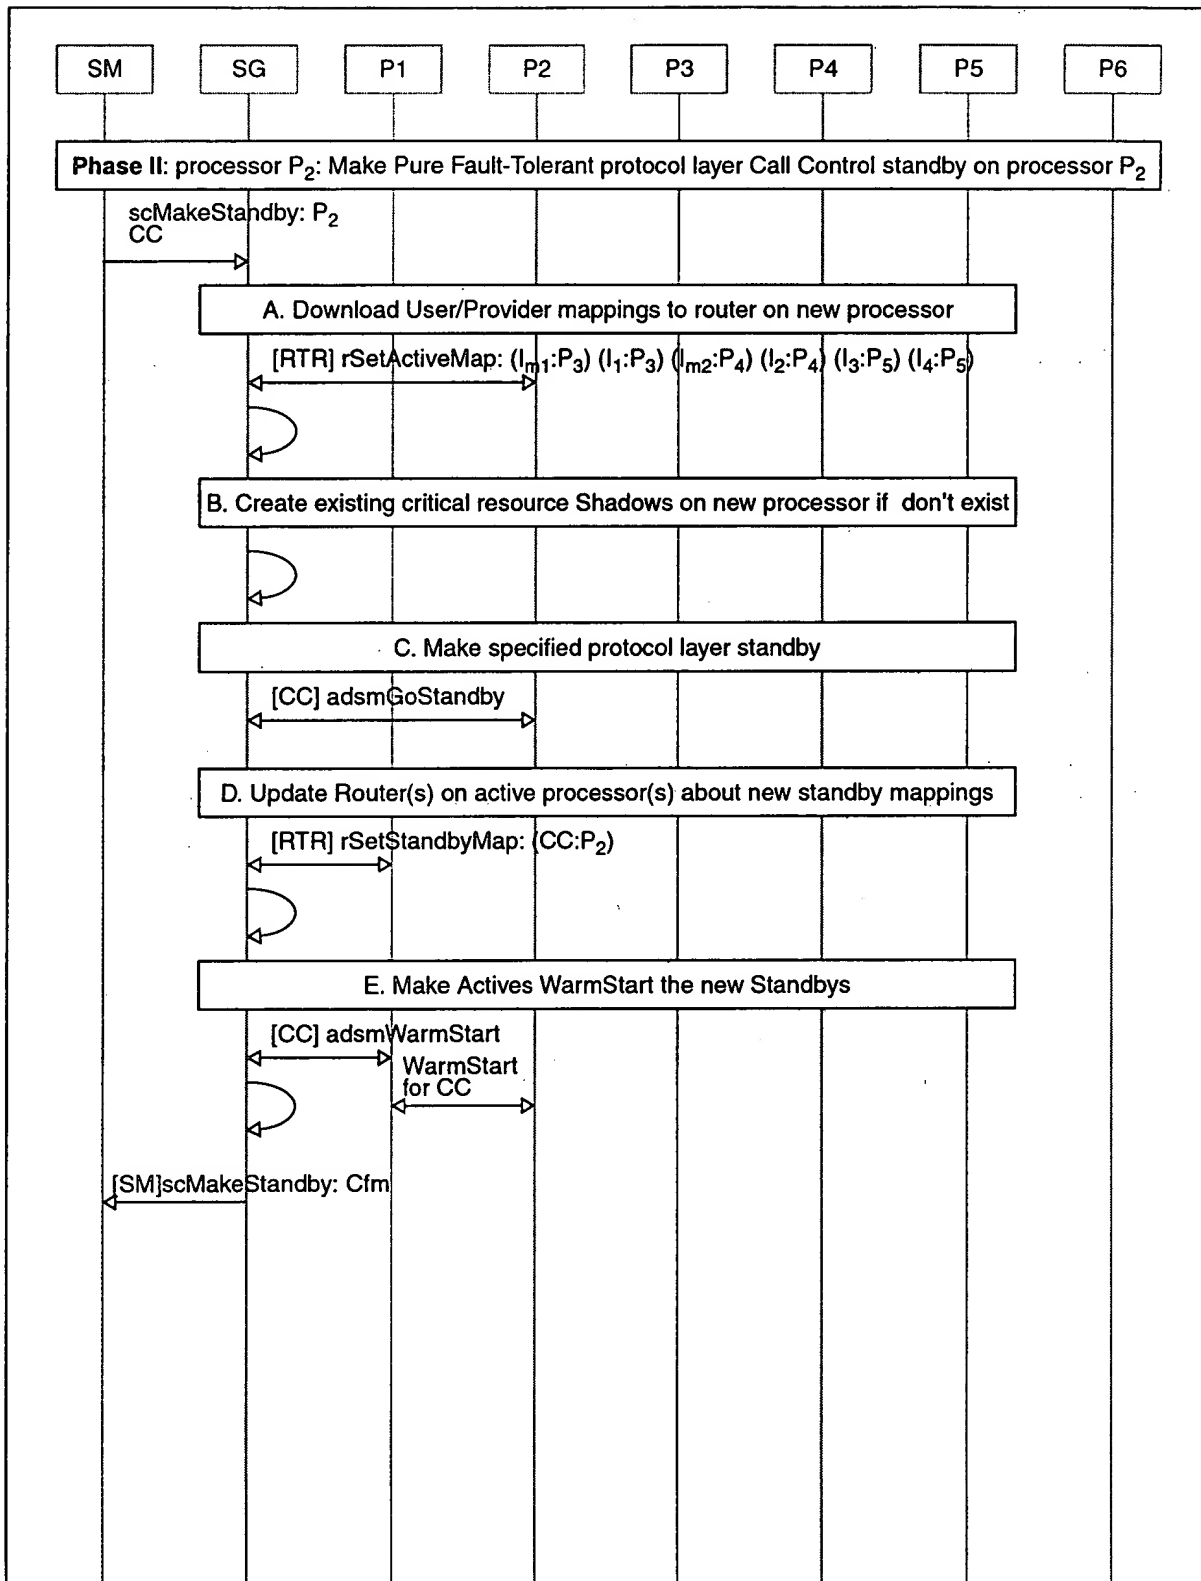 SM SG P1 P2 P3 P4 P5 P6
Phase II: processor P2: Make Pure Fault-Tolerant protocol layer Call Control standby on processor P2
scMakeStandby: P2
CC
A. Download User/Provider mappings to router on new processor
[RTR] rSetActiveMap: (Im1:P3) (I1:P3) (Im2:P4) (I2:P4) (I3:P5) (I4:P5)
B. Create existing critical resource Shadows on new processor if don't exist
C. Make specified protocol layer standby
[CC] adsmGoStandby
D. Update Router(s) on active processor(s) about new standby mappings
[RTR] rSetStandbyMap: (CC:P2)
E. Make Actives WarmStart the new Standbys
[CC] adsmWarmStart
WarmStart
for CC
[SM]scMakeStandby: Cfm